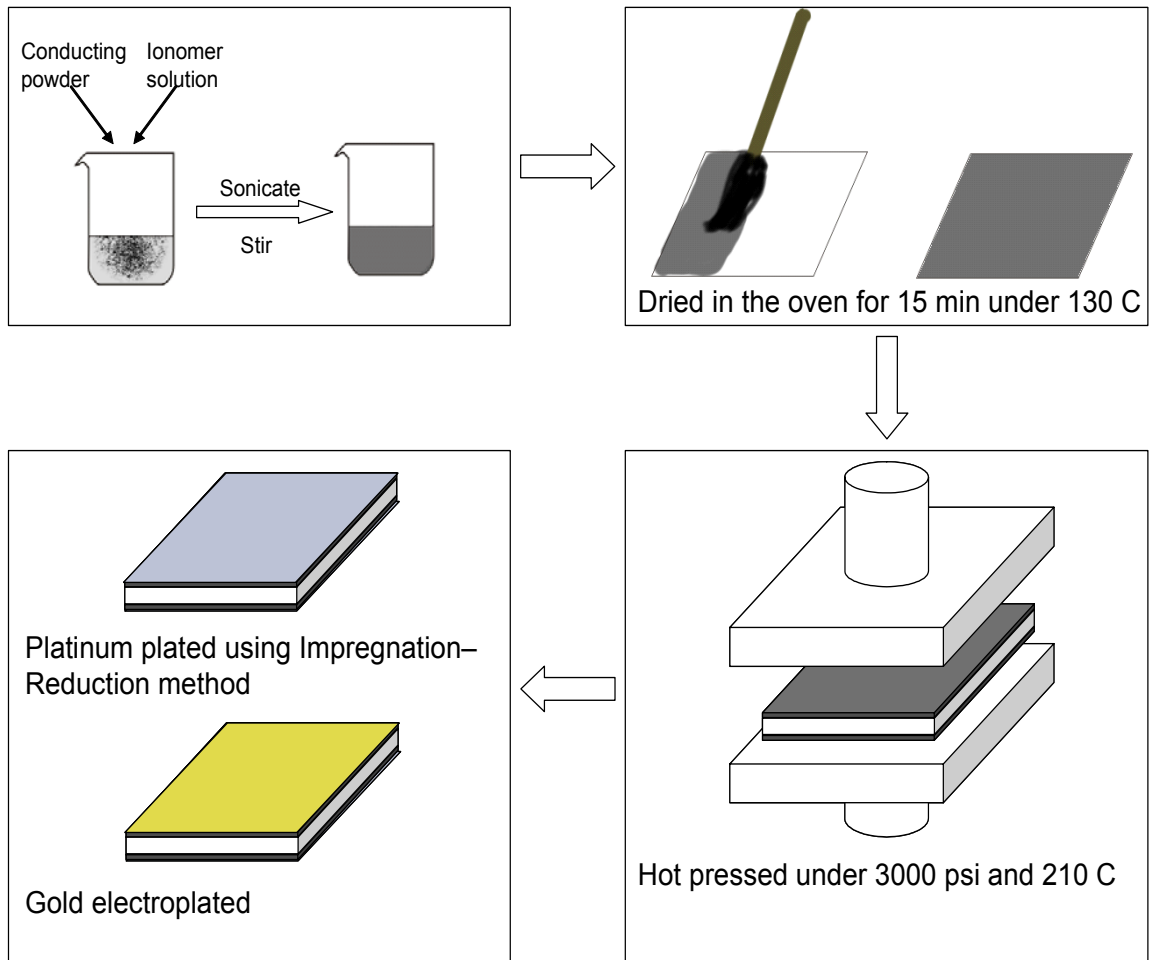 Conducting powder
Ionomer solution
Sonicate
Stir
Dried in the oven for 15 min under 130 C
Hot pressed under 3000 psi and 210 C
Platinum plated using Impregnation–
Reduction method
Gold electroplated